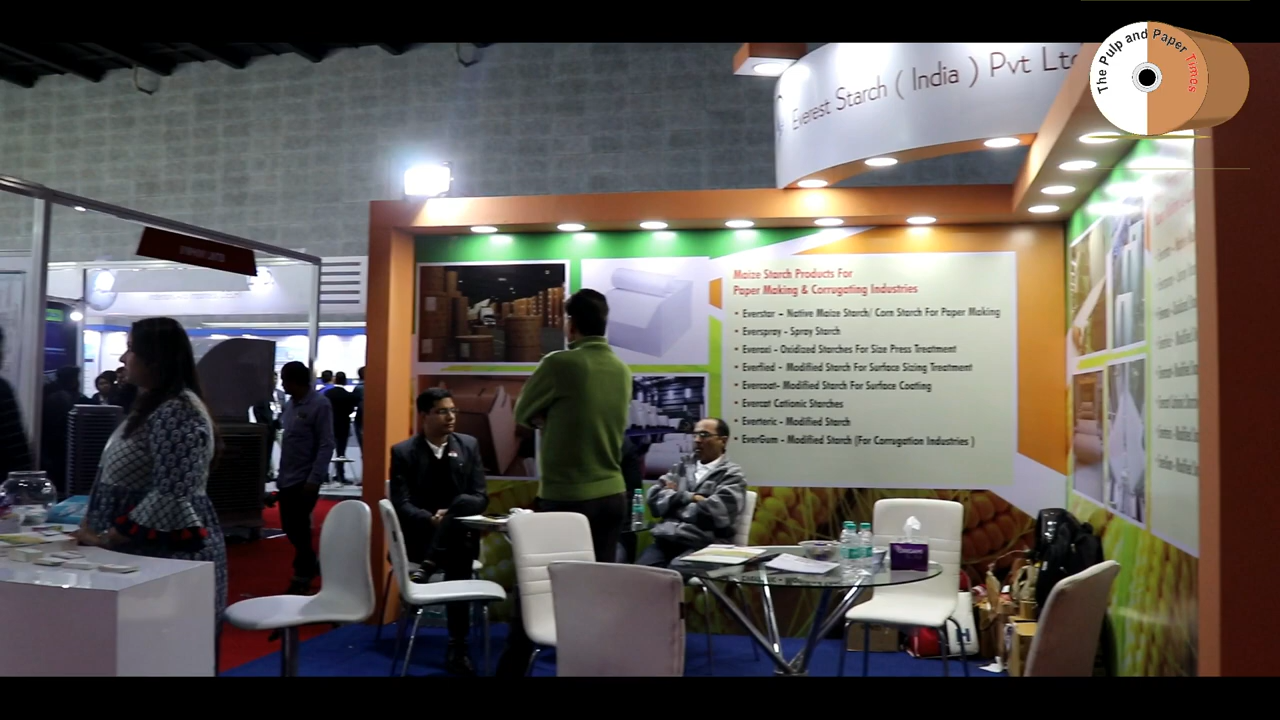 The Pulp and Paper Times
Everest Starch ( India ) Pvt Ltd
Maize Starch Products For
Paper Making & Corrugating Industries
• Everstar – Native Maize Starch/ Corn Starch For Paper Making
• Everspray - Spray Starch
• Everoxi - Oxidized Starches For Size Press Treatment
• Everfied - Modified Starch For Surface Sizing Treatment
• Evercoat- Modified Starch For Surface Coating
• Evercat Cationic Starches
• Everteric - Modified Starch
• EverGum - Modified Starch (For Corrugation Industries )
ORIGAMI